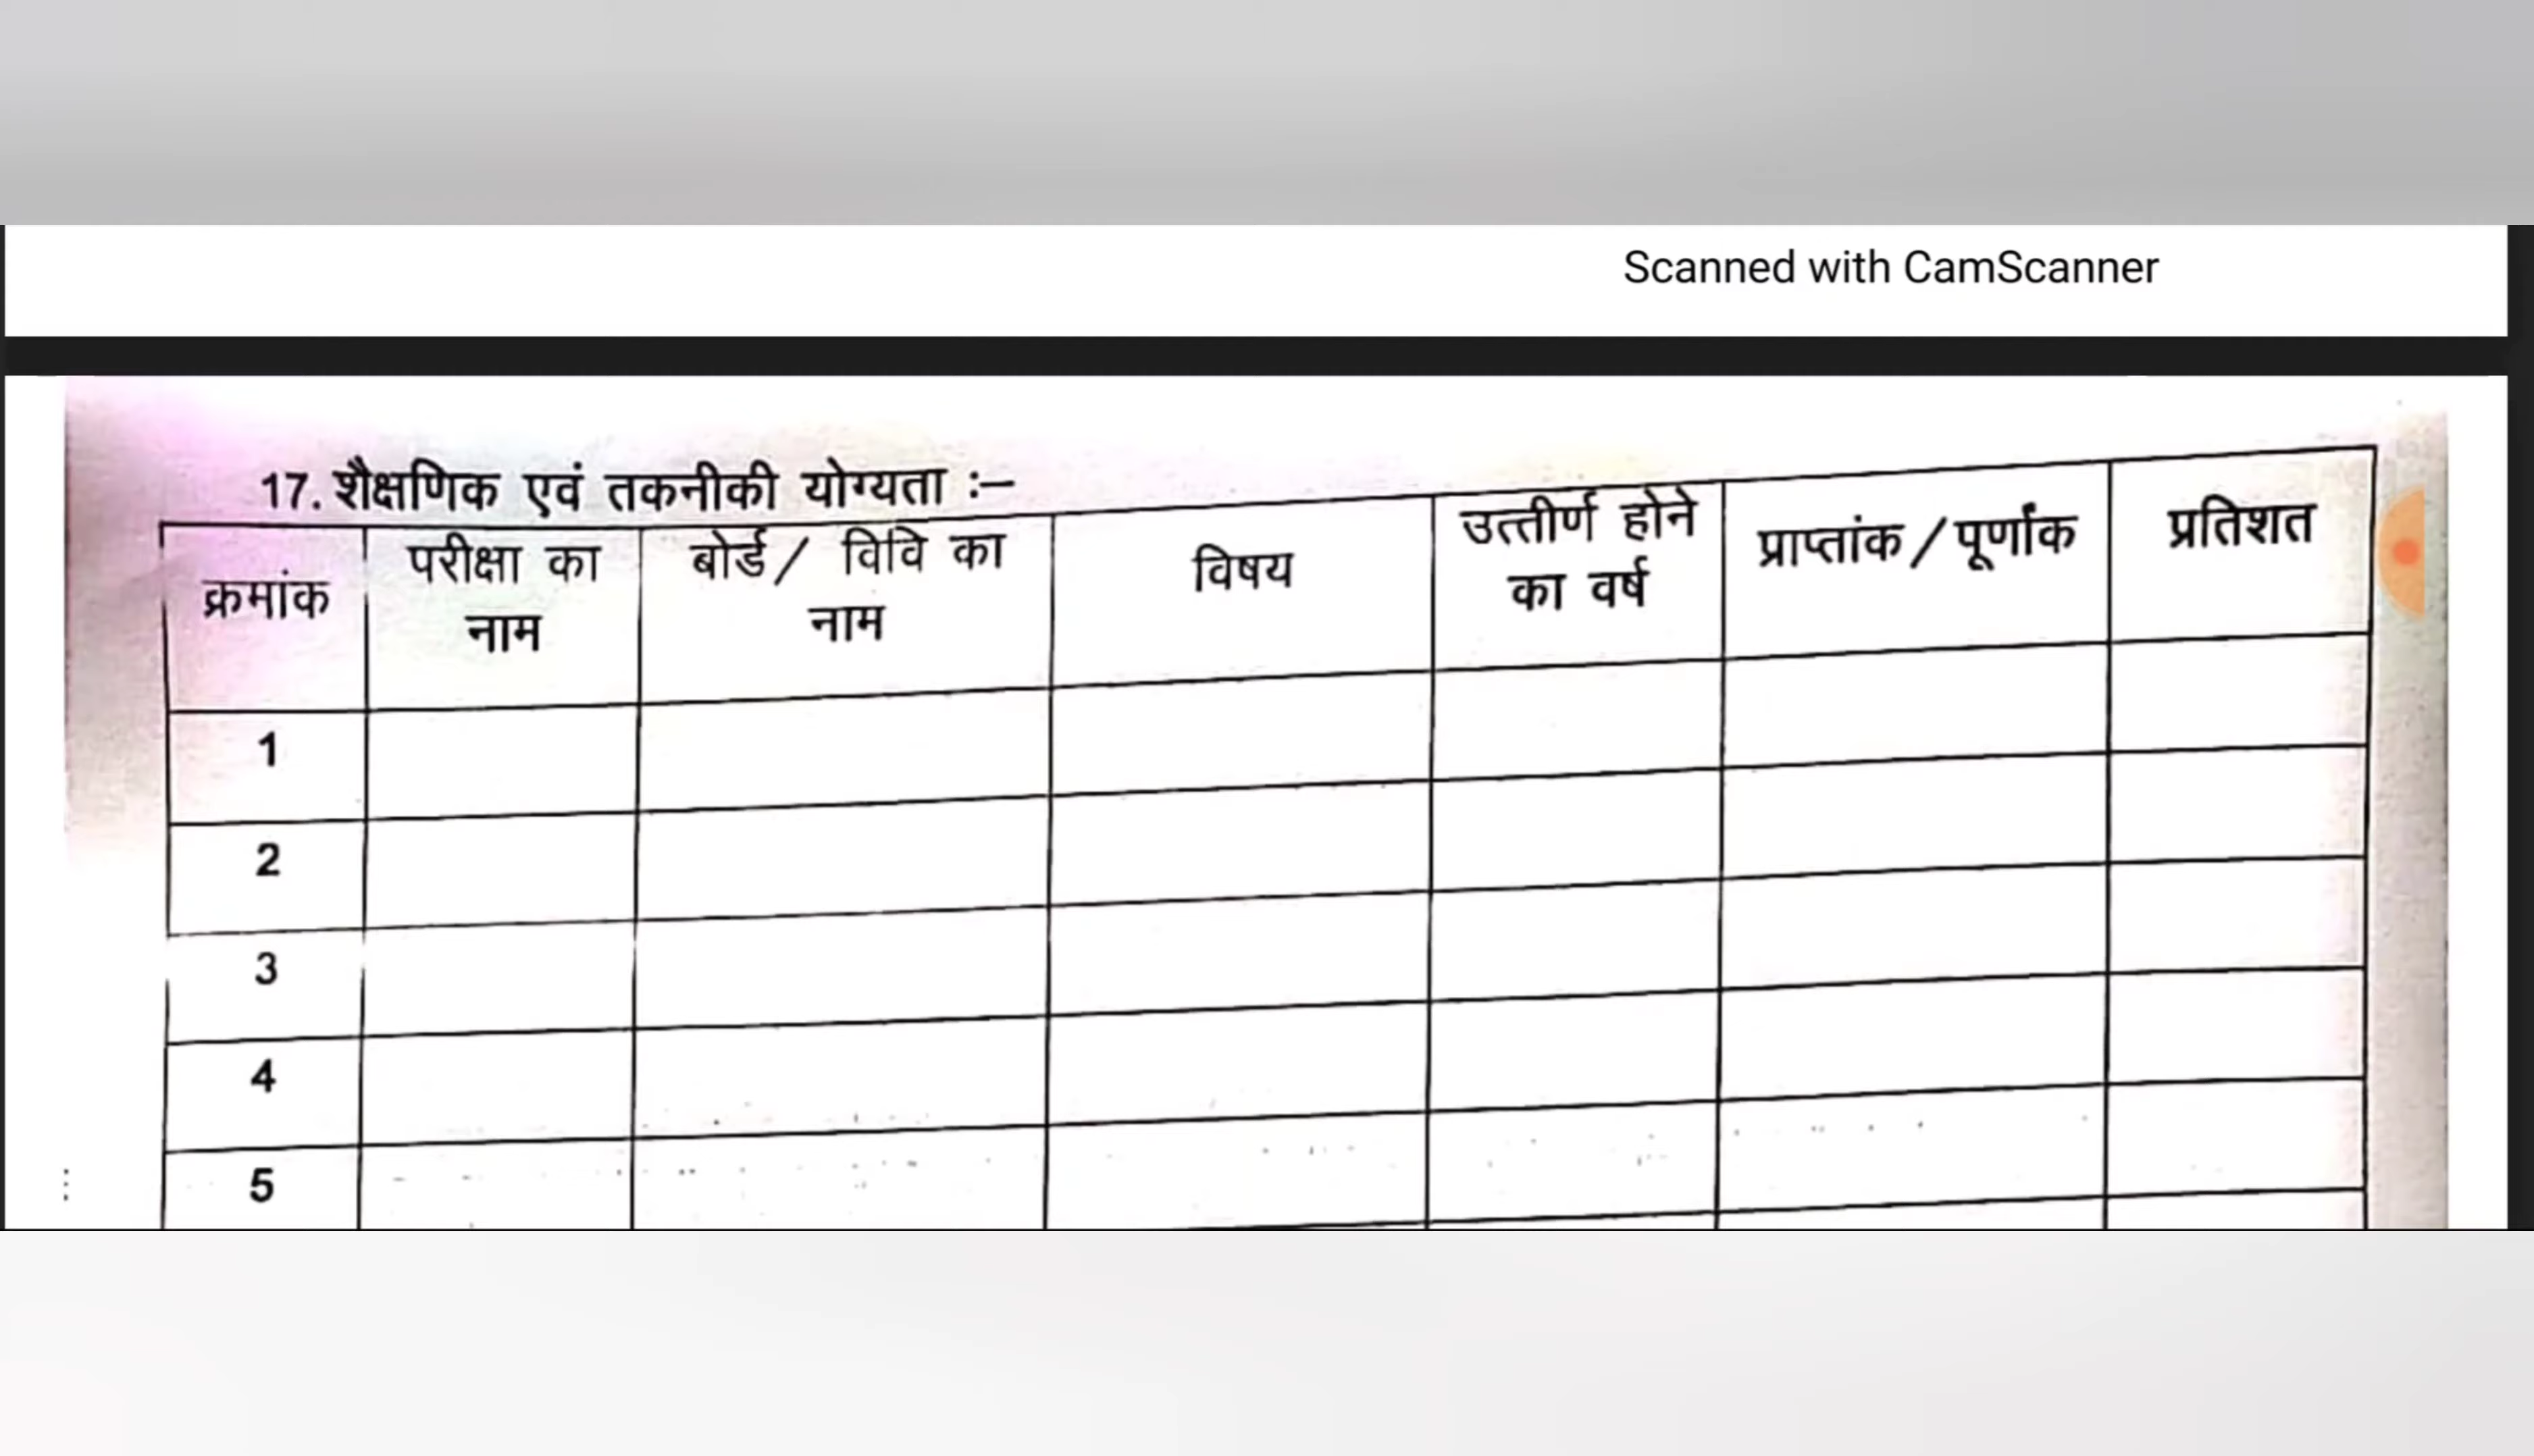 Scanned with CamScanner
17. शैक्षणिक एवं तकनीकी योग्यता :–
क्रमांक
परीक्षा का
नाम
बोर्ड/ विवि का
नाम
विषय
उत्तीर्ण होने
का वर्ष
प्राप्तांक/पूर्णांक
प्रतिशत
1
2
3
4
5